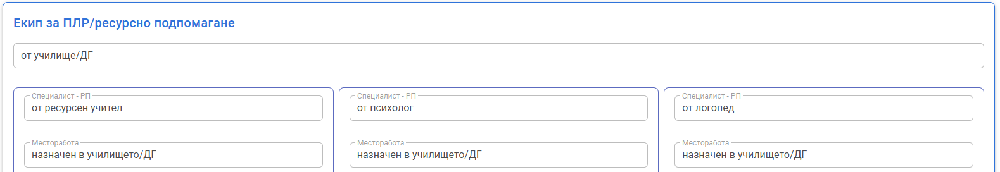 Екип за ПЛР/ресурсно подпомагане
от училище/ДГ
Специалист - РП
от ресурсен учител
Месторабота
назначен в училището/ДГ
Специалист - РП
от психолог
Месторабота
назначен в училището/ДГ
Специалист - РП
от логопед
Месторабота
назначен в училището/ДГ